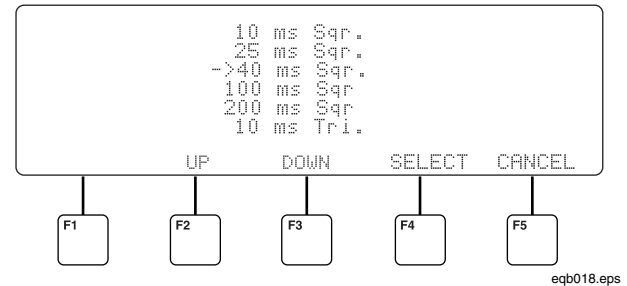 10 ms Sqr.
25 ms Sqr.
->40 ms Sqr.
100 ms Sqr
200 ms Sqr
10 ms Tri.
UP DOWN SELECT CANCEL
F1 F2 F3 F4 F5
eqb018.eps